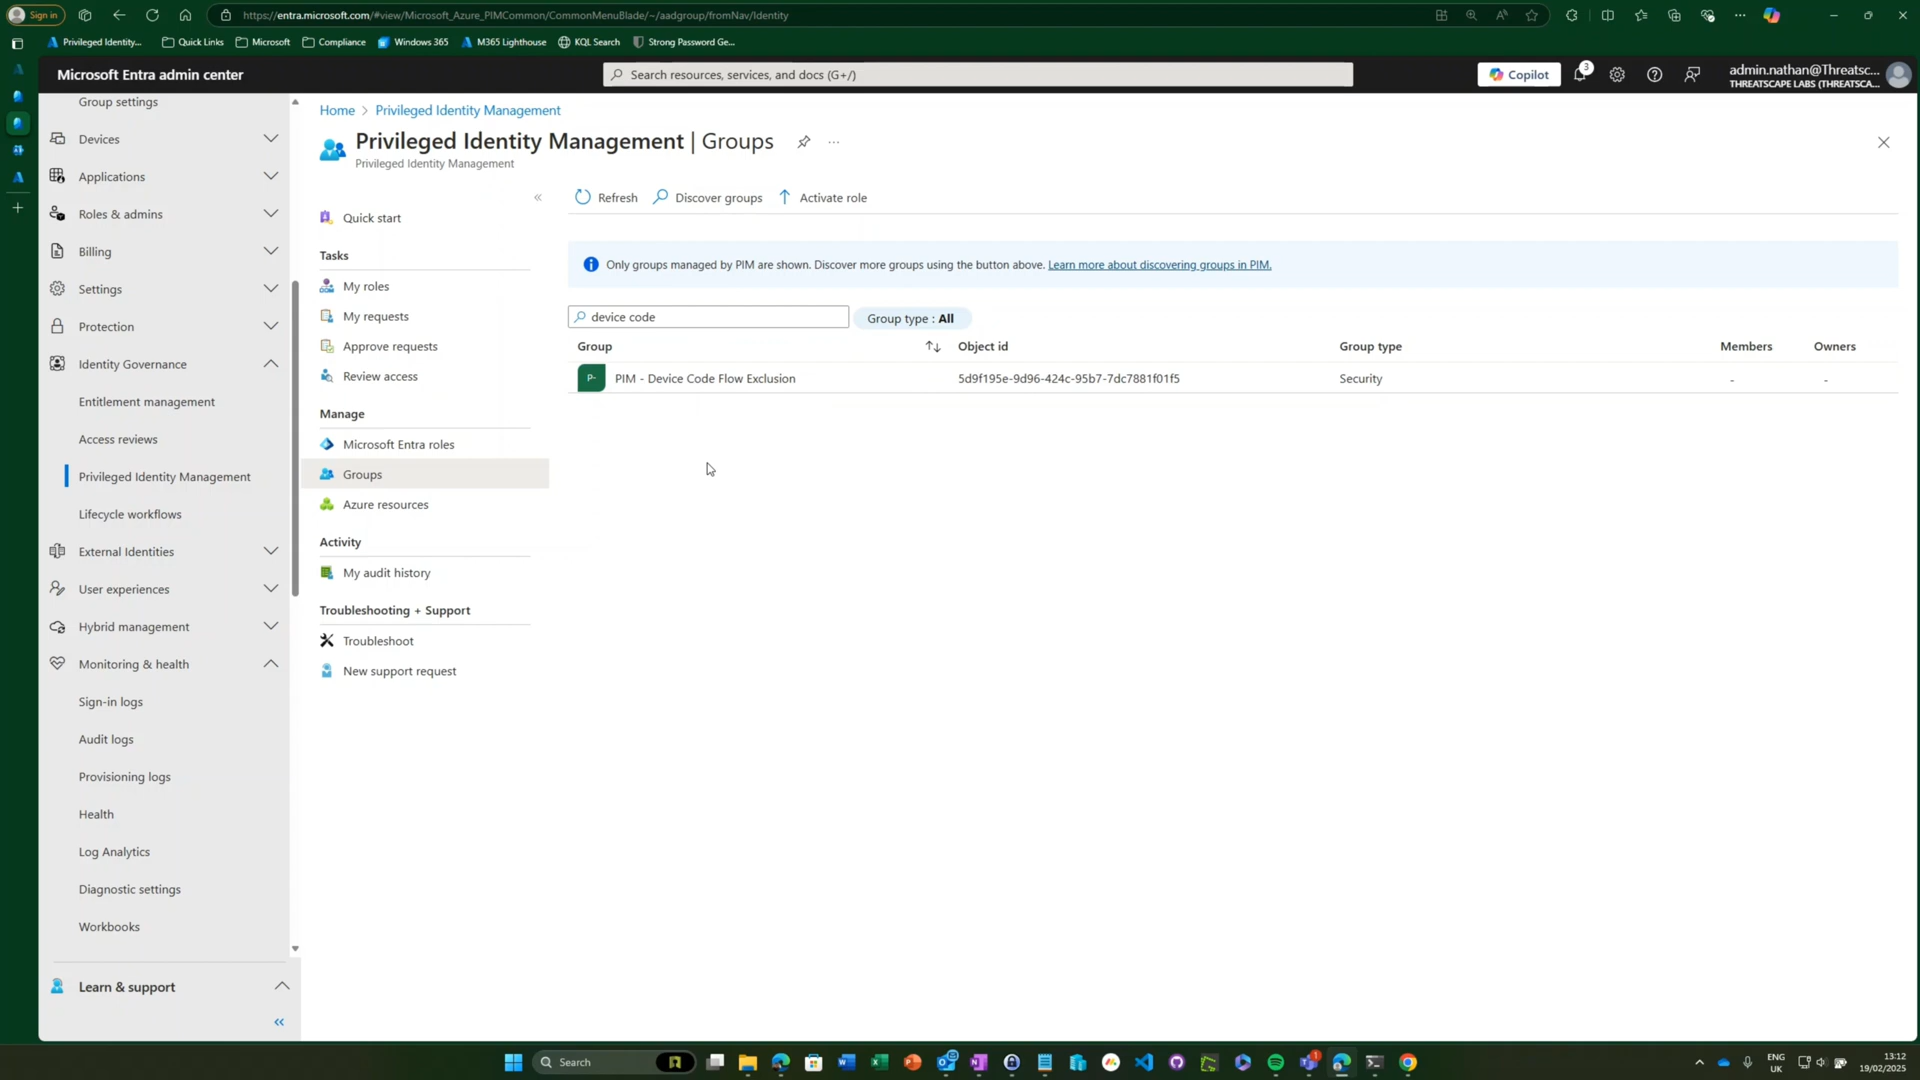 Sign in
https://entra.microsoft.com/#view/Microsoft_Azure_PIMCommon/CommonMenuBlade/~/aadgroup/fromNav/Identity
Privileged Identity...
Quick Links
Microsoft
Compliance
Windows 365
M365 Lighthouse
KQL Search
Strong Password Ge...
Microsoft Entra admin center
Search resources, services, and docs (G+/)
Copilot
3
admin.nathan@Threatsc...
THREATSCAPE LABS (THREATSCA...
Group settings
Devices
Applications
Roles & admins
Billing
Settings
Protection
Identity Governance
Entitlement management
Access reviews
Privileged Identity Management
Lifecycle workflows
External Identities
User experiences
Hybrid management
Monitoring & health
Sign-in logs
Audit logs
Provisioning logs
Health
Log Analytics
Diagnostic settings
Workbooks
Learn & support
Home > Privileged Identity Management
Privileged Identity Management | Groups
Privileged Identity Management
Quick start
Tasks
My roles
My requests
Approve requests
Review access
Manage
Microsoft Entra roles
Groups
Azure resources
Activity
My audit history
Troubleshooting + Support
Troubleshoot
New support request
Refresh
Discover groups
Activate role
Only groups managed by PIM are shown. Discover more groups using the button above. Learn more about discovering groups in PIM.
device code
Group type : All
Group Object id Group type Members Owners
P- PIM - Device Code Flow Exclusion 5d9f195e-9d96-424c-95b7-7dc7881f01f5 Security - -
Search
ENG
UK
13:12
19/02/2025